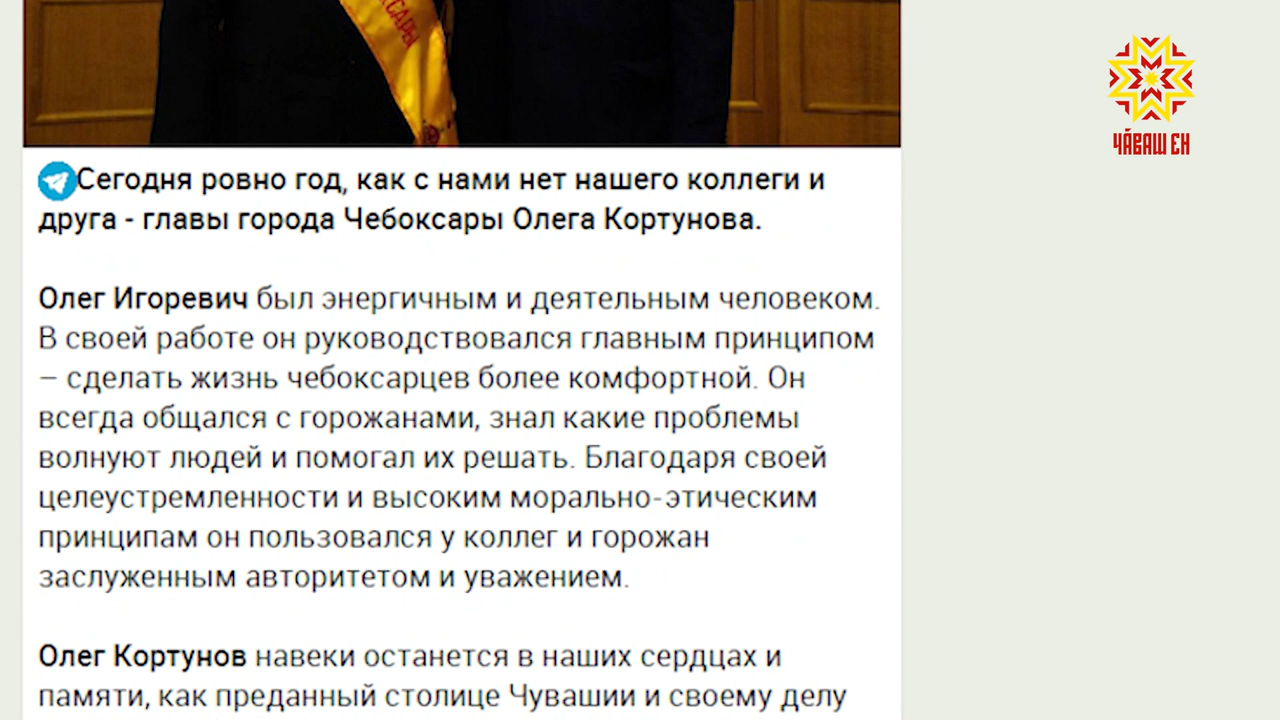 САРЫ
ЧӐВАШ ЕН
Сегодня ровно год, как с нами нет нашего коллеги и
друга - главы города Чебоксары Олега Кортунова.
Олег Игоревич был энергичным и деятельным человеком.
В своей работе он руководствовался главным принципом
– сделать жизнь чебоксарцев более комфортной. Он
всегда общался с горожанами, знал какие проблемы
волнуют людей и помогал их решать. Благодаря своей
целеустремленности и высоким морально-этическим
принципам он пользовался у коллег и горожан
заслуженным авторитетом и уважением.
Олег Кортунов навеки останется в наших сердцах и
памяти, как преданный столице Чувашии и своему делу